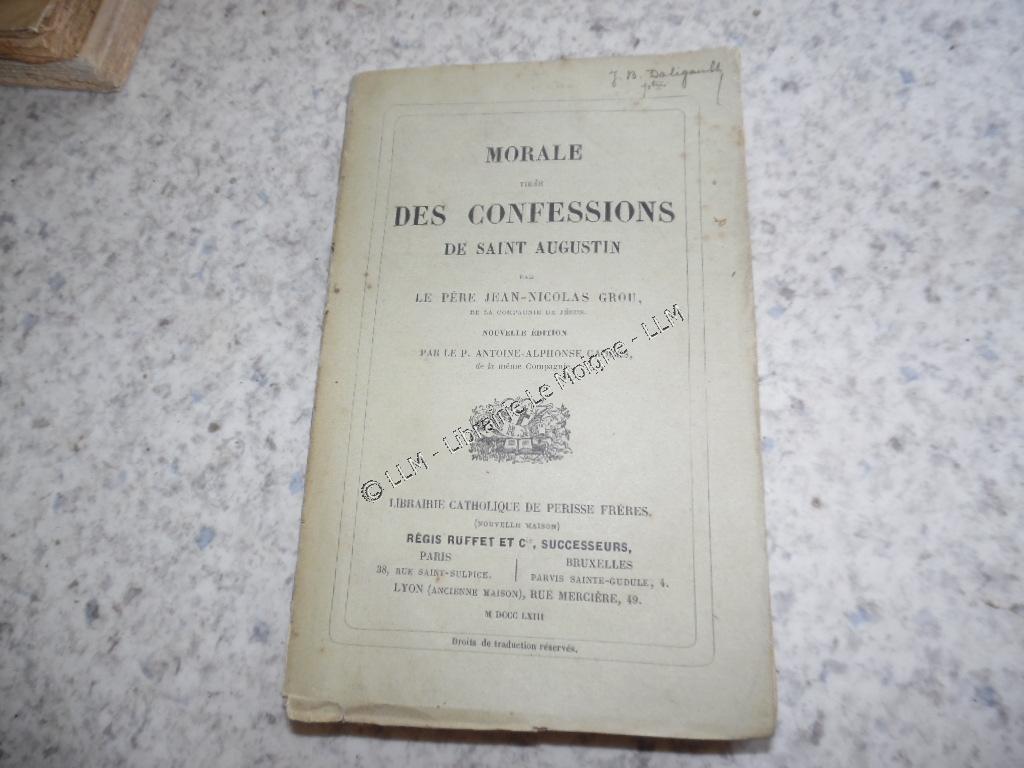 J. B. Daligault
ptre
MORALE
TIRÉE
DES CONFESSIONS
DE SAINT AUGUSTIN
PAR
LE PÈRE JEAN-NICOLAS GROU,
DE LA COMPAGNIE DE JÉSUS.
NOUVELLE ÉDITION
PAR LE P. ANTOINE-ALPHONSE
de la même Compagnie.
© LLM - Librairie Le Moigne - LLM
LIBRAIRIE CATHOLIQUE DE PERISSE FRÈRES,
(NOUVELLE MAISON)
RÉGIS RUFFET ET Cie, SUCCESSEURS,
PARIS
38, RUE SAINT-SULPICE.
BRUXELLES
PARVIS SAINTE-GUDULE, 4.
LYON (ANCIENNE MAISON), RUE MERCIÈRE, 49.
M DCCC LXIII
Droits de traduction réservés.